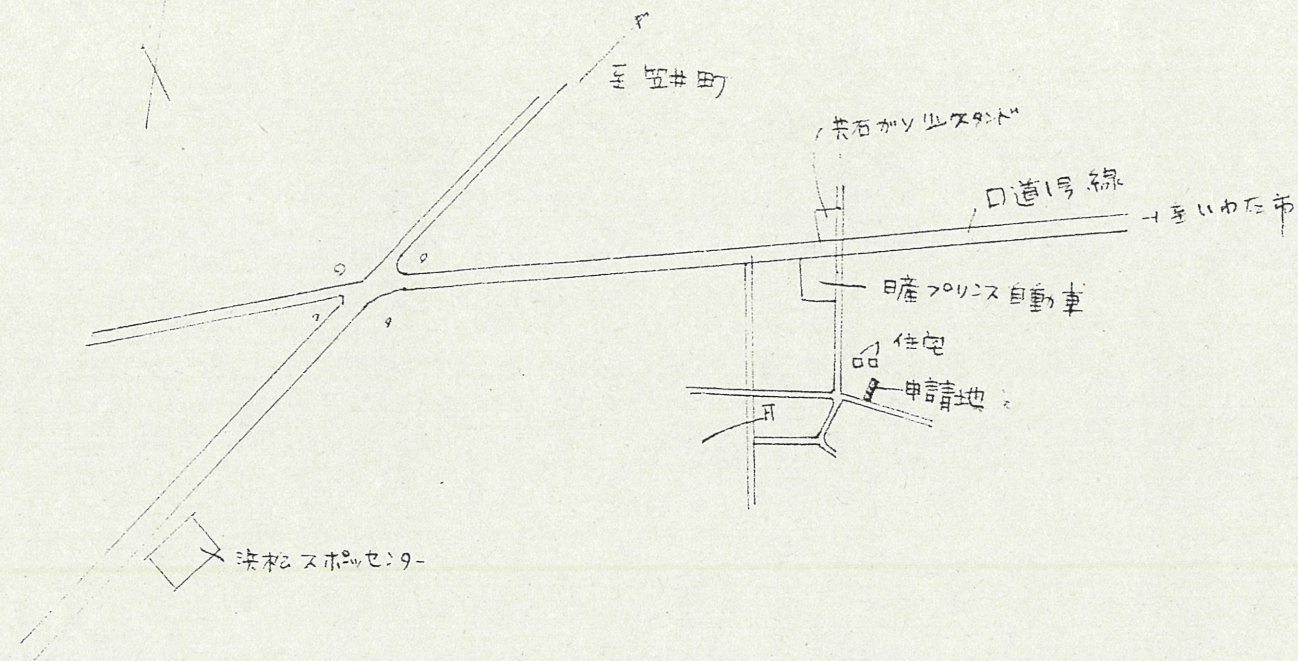 至 笠井町
共石ガソリンスタンド
口道1号線
→至いわた市
日産プリンス自動車
住宅
申請地
浜松スポーツセンター